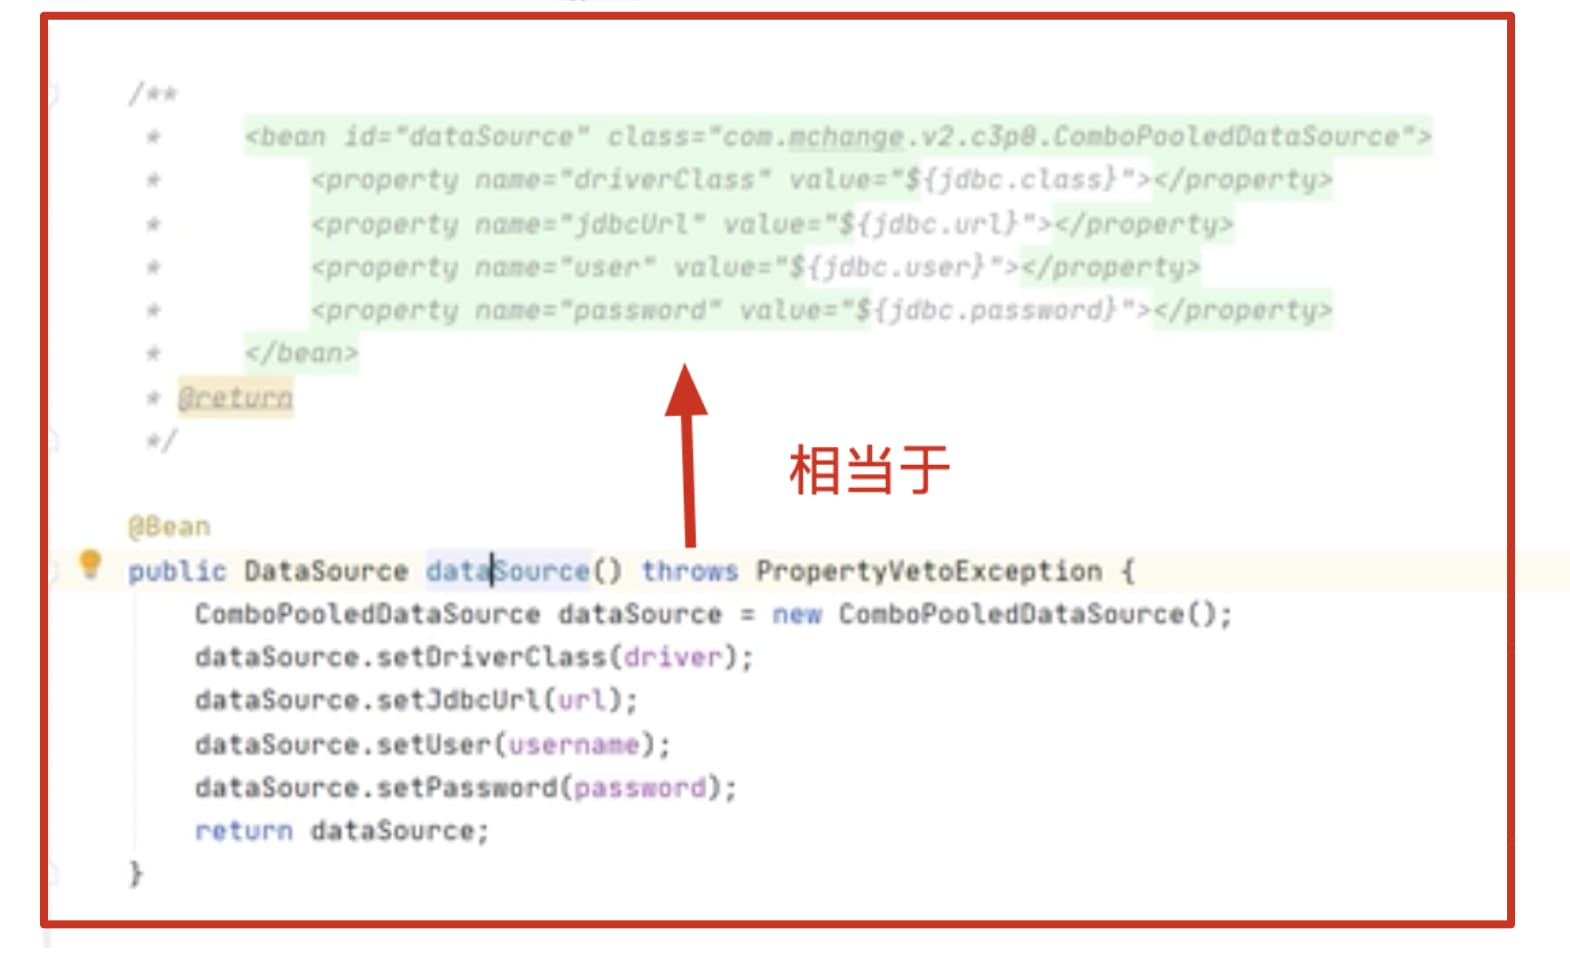 /**
* <bean id="dataSource" class="com.mchange.v2.c3p0.ComboPooledDataSource">
* <property name="driverClass" value="${jdbc.class}"></property>
* <property name="jdbcUrl" value="${jdbc.url}"></property>
* <property name="user" value="${jdbc.user}"></property>
* <property name="password" value="${jdbc.password}"></property>
* </bean>
* @return
*/
相当于
@Bean
public DataSource dataSource() throws PropertyVetoException {
ComboPooledDataSource dataSource = new ComboPooledDataSource();
dataSource.setDriverClass(driver);
dataSource.setJdbcUrl(url);
dataSource.setUser(username);
dataSource.setPassword(password);
return dataSource;
}